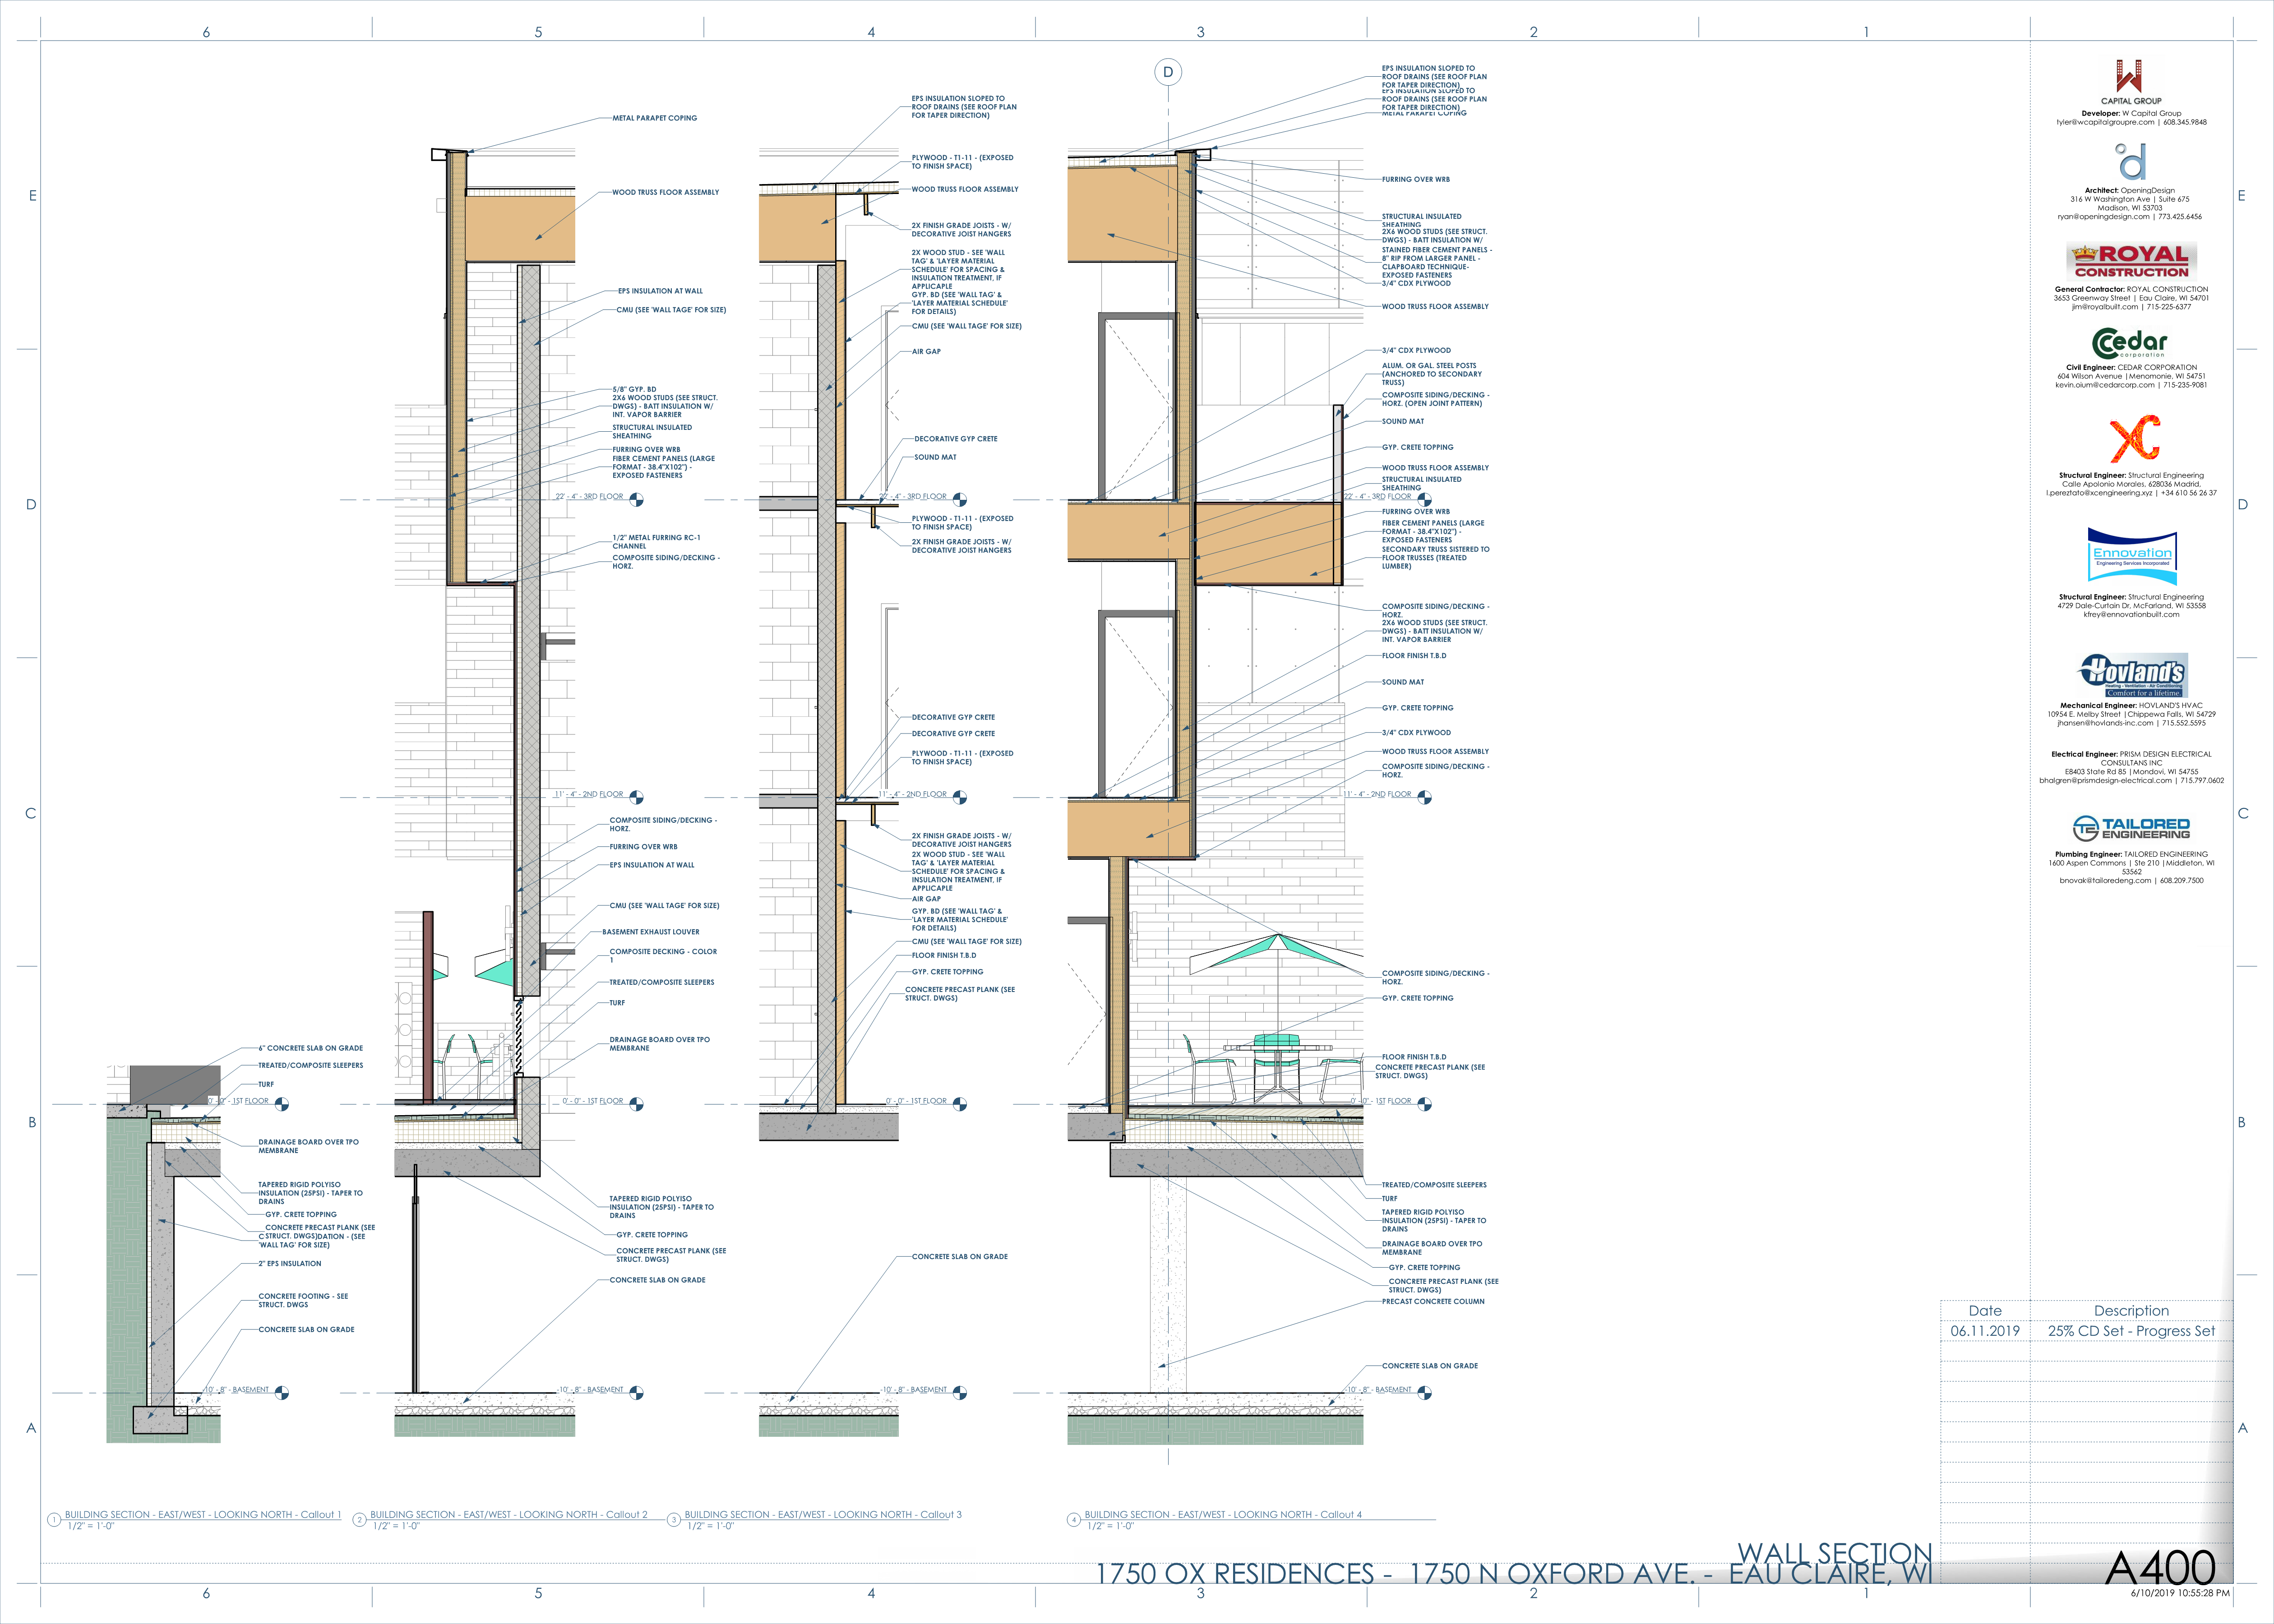 6 5 4 3 2 1
E
D
C
B
A
D
METAL PARAPET COPING
WOOD TRUSS FLOOR ASSEMBLY
EPS INSULATION AT WALL
CMU (SEE 'WALL TAGE' FOR SIZE)
5/8" GYP. BD
2X6 WOOD STUDS (SEE STRUCT.
DWGS) - BATT INSULATION W/
INT. VAPOR BARRIER
STRUCTURAL INSULATED
SHEATHING
FURRING OVER WRB
FIBER CEMENT PANELS (LARGE
FORMAT - 38.4"X102") -
EXPOSED FASTENERS
22' - 4" - 3RD FLOOR
1/2" METAL FURRING RC-1
CHANNEL
COMPOSITE SIDING/DECKING -
HORZ.
11' - 4" - 2ND FLOOR
COMPOSITE SIDING/DECKING -
HORZ.
FURRING OVER WRB
EPS INSULATION AT WALL
CMU (SEE 'WALL TAGE' FOR SIZE)
BASEMENT EXHAUST LOUVER
COMPOSITE DECKING - COLOR
1
TREATED/COMPOSITE SLEEPERS
TURF
DRAINAGE BOARD OVER TPO
MEMBRANE
0' - 0" - 1ST FLOOR
TAPERED RIGID POLYISO
INSULATION (25PSI) - TAPER TO
DRAINS
GYP. CRETE TOPPING
CONCRETE PRECAST PLANK (SEE
STRUCT. DWGS)
CONCRETE SLAB ON GRADE
-10' - 8" - BASEMENT
6" CONCRETE SLAB ON GRADE
TREATED/COMPOSITE SLEEPERS
TURF
0' - 0" - 1ST FLOOR
DRAINAGE BOARD OVER TPO
MEMBRANE
TAPERED RIGID POLYISO
INSULATION (25PSI) - TAPER TO
DRAINS
GYP. CRETE TOPPING
CONCRETE PRECAST PLANK (SEE
STRUCT. DWGS)DATION - (SEE
'WALL TAG' FOR SIZE)
2" EPS INSULATION
CONCRETE FOOTING - SEE
STRUCT. DWGS
CONCRETE SLAB ON GRADE
-10' - 8" - BASEMENT
EPS INSULATION SLOPED TO
ROOF DRAINS (SEE ROOF PLAN
FOR TAPER DIRECTION)
PLYWOOD - T1-11 - (EXPOSED
TO FINISH SPACE)
WOOD TRUSS FLOOR ASSEMBLY
2X FINISH GRADE JOISTS - W/
DECORATIVE JOIST HANGERS
2X WOOD STUD - SEE 'WALL
TAG' & 'LAYER MATERIAL
SCHEDULE' FOR SPACING &
INSULATION TREATMENT, IF
APPLICAPLE
GYP. BD (SEE 'WALL TAG' &
'LAYER MATERIAL SCHEDULE'
FOR DETAILS)
CMU (SEE 'WALL TAGE' FOR SIZE)
AIR GAP
DECORATIVE GYP CRETE
SOUND MAT
22' - 4" - 3RD FLOOR
PLYWOOD - T1-11 - (EXPOSED
TO FINISH SPACE)
2X FINISH GRADE JOISTS - W/
DECORATIVE JOIST HANGERS
DECORATIVE GYP CRETE
DECORATIVE GYP CRETE
PLYWOOD - T1-11 - (EXPOSED
TO FINISH SPACE)
11' - 4" - 2ND FLOOR
2X FINISH GRADE JOISTS - W/
DECORATIVE JOIST HANGERS
2X WOOD STUD - SEE 'WALL
TAG' & 'LAYER MATERIAL
SCHEDULE' FOR SPACING &
INSULATION TREATMENT, IF
APPLICAPLE
AIR GAP
GYP. BD (SEE 'WALL TAG' &
'LAYER MATERIAL SCHEDULE'
FOR DETAILS)
CMU (SEE 'WALL TAGE' FOR SIZE)
FLOOR FINISH T.B.D
GYP. CRETE TOPPING
CONCRETE PRECAST PLANK (SEE
STRUCT. DWGS)
0' - 0" - 1ST FLOOR
CONCRETE SLAB ON GRADE
-10' - 8" - BASEMENT
EPS INSULATION SLOPED TO
ROOF DRAINS (SEE ROOF PLAN
FOR TAPER DIRECTION)
EPS INSULATION SLOPED TO
ROOF DRAINS (SEE ROOF PLAN
FOR TAPER DIRECTION)
METAL PARAPET COPING
FURRING OVER WRB
STRUCTURAL INSULATED
SHEATHING
2X6 WOOD STUDS (SEE STRUCT.
DWGS) - BATT INSULATION W/
STAINED FIBER CEMENT PANELS -
8" RIP FROM LARGER PANEL -
CLAPBOARD TECHNIQUE-
EXPOSED FASTENERS
3/4" CDX PLYWOOD
WOOD TRUSS FLOOR ASSEMBLY
3/4" CDX PLYWOOD
ALUM. OR GAL. STEEL POSTS
(ANCHORED TO SECONDARY
TRUSS)
COMPOSITE SIDING/DECKING -
HORZ. (OPEN JOINT PATTERN)
SOUND MAT
GYP. CRETE TOPPING
WOOD TRUSS FLOOR ASSEMBLY
STRUCTURAL INSULATED
SHEATHING
22' - 4" - 3RD FLOOR
FURRING OVER WRB
FIBER CEMENT PANELS (LARGE
FORMAT - 38.4"X102") -
EXPOSED FASTENERS
SECONDARY TRUSS SISTERED TO
FLOOR TRUSSES (TREATED
LUMBER)
COMPOSITE SIDING/DECKING -
HORZ.
2X6 WOOD STUDS (SEE STRUCT.
DWGS) - BATT INSULATION W/
INT. VAPOR BARRIER
FLOOR FINISH T.B.D
SOUND MAT
GYP. CRETE TOPPING
3/4" CDX PLYWOOD
WOOD TRUSS FLOOR ASSEMBLY
COMPOSITE SIDING/DECKING -
HORZ.
11' - 4" - 2ND FLOOR
COMPOSITE SIDING/DECKING -
HORZ.
GYP. CRETE TOPPING
FLOOR FINISH T.B.D
CONCRETE PRECAST PLANK (SEE
STRUCT. DWGS)
0' - 0" - 1ST FLOOR
TREATED/COMPOSITE SLEEPERS
TURF
TAPERED RIGID POLYISO
INSULATION (25PSI) - TAPER TO
DRAINS
DRAINAGE BOARD OVER TPO
MEMBRANE
GYP. CRETE TOPPING
CONCRETE PRECAST PLANK (SEE
STRUCT. DWGS)
PRECAST CONCRETE COLUMN
CONCRETE SLAB ON GRADE
-10' - 8" - BASEMENT
1 BUILDING SECTION - EAST/WEST - LOOKING NORTH - Callout 1
1/2" = 1'-0"
2 BUILDING SECTION - EAST/WEST - LOOKING NORTH - Callout 2
1/2" = 1'-0"
3 BUILDING SECTION - EAST/WEST - LOOKING NORTH - Callout 3
1/2" = 1'-0"
4 BUILDING SECTION - EAST/WEST - LOOKING NORTH - Callout 4
1/2" = 1'-0"
CAPITAL GROUP
Developer: W Capital Group
tyler@wcapitalgroupre.com | 608.345.9848
d
Architect: OpeningDesign
316 W Washington Ave | Suite 675
Madison, WI 53703
ryan@openingdesign.com | 773.425.6456
ROYAL
CONSTRUCTION
General Contractor: ROYAL CONSTRUCTION
3653 Greenway Street | Eau Claire, WI 54701
jim@royalbuilt.com | 715-225-6377
Cedar
corporation
Civil Engineer: CEDAR CORPORATION
604 Wilson Avenue |Menomonie, WI 54751
kevin.oium@cedarcorp.com | 715-235-9081
XC
Structural Engineer: Structural Engineering
Calle Apolonio Morales, 628036 Madrid,
l.pereztato@xcengineering.xyz | +34 610 56 26 37
Ennovation
Engineering Services Incorporated
Structural Engineer: Structural Engineering
4729 Dale-Curtain Dr, McFarland, WI 53558
kfrey@ennovationbuilt.com
Hovland's
Heating - Ventilation - Air Conditioning
Comfort for a lifetime.
Mechanical Engineer: HOVLAND'S HVAC
10954 E. Melby Street |Chippewa Falls, WI 54729
jhansen@hovlands-inc.com | 715.552.5595
Electrical Engineer: PRISM DESIGN ELECTRICAL
CONSULTANS INC
E8403 State Rd 85 |Mondovi, WI 54755
bhalgren@prismdesign-electrical.com | 715.797.0602
TE TAILORED
ENGINEERING
Plumbing Engineer: TAILORED ENGINEERING
1600 Aspen Commons | Ste 210 |Middleton, WI
53562
bnovak@tailoredeng.com | 608.209.7500
Date Description
06.11.2019 25% CD Set - Progress Set
WALL SECTION
1750 OX RESIDENCES - 1750 N OXFORD AVE. - EAU CLAIRE, WI
A400
6/10/2019 10:55:28 PM
E
D
C
B
A
6 5 4 3 2 1